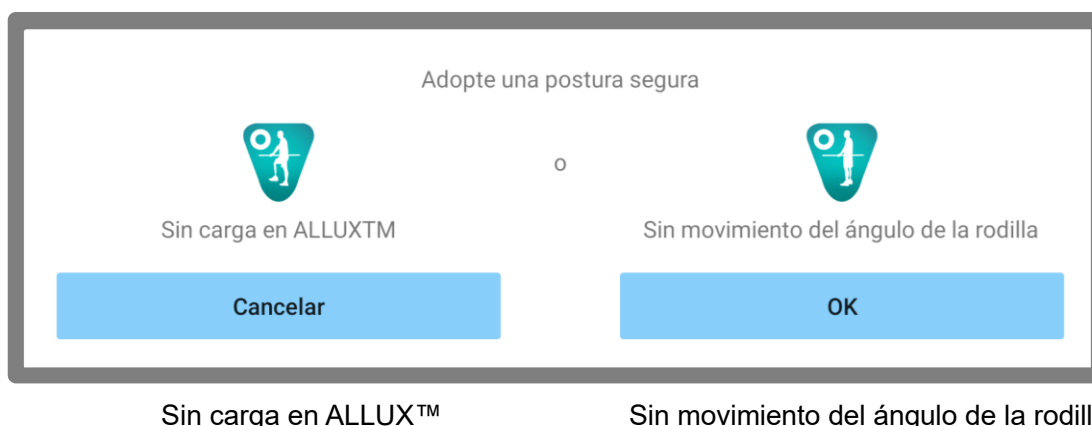 Adopte una postura segura
o
Sin carga en ALLUXTM
Sin movimiento del ángulo de la rodilla
Cancelar
OK
Sin carga en ALLUX™
Sin movimiento del ángulo de la rodill